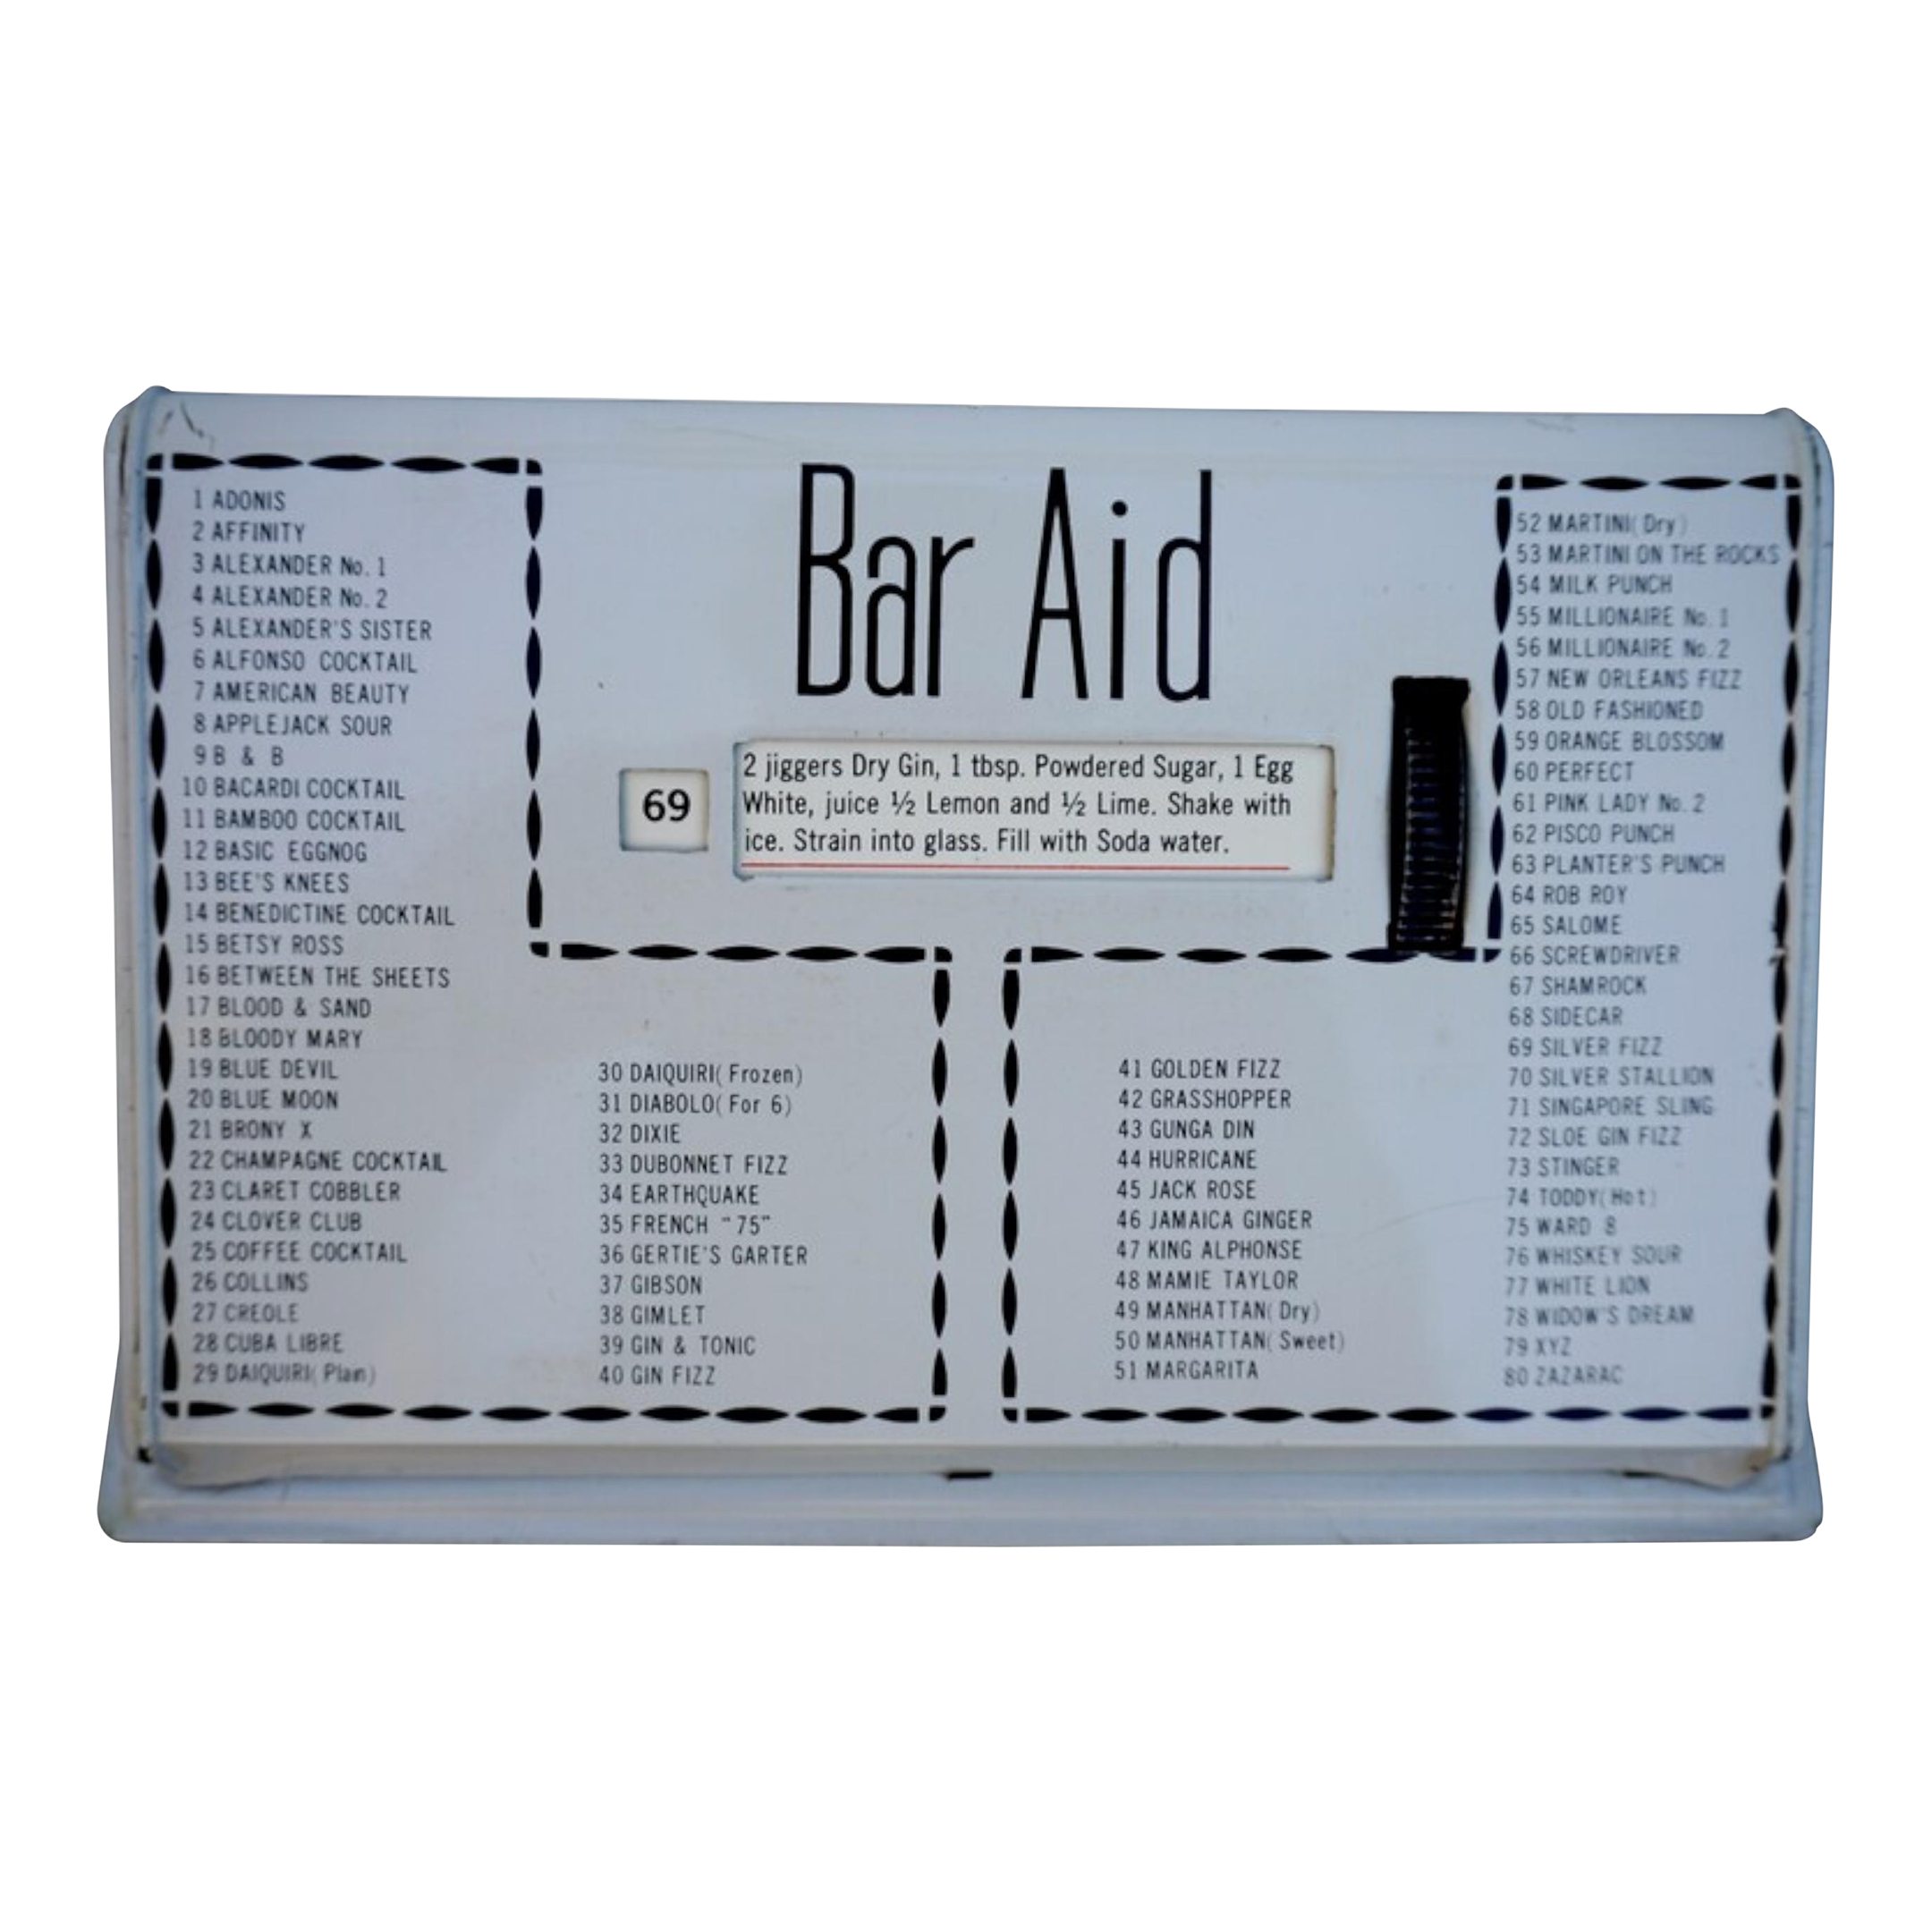 Bar Aid
69
2 jiggers Dry Gin, 1 tbsp. Powdered Sugar, 1 Egg
White, juice ½ Lemon and ½ Lime. Shake with
ice. Strain into glass. Fill with Soda water.
1 ADONIS
2 AFFINITY
3 ALEXANDER No. 1
4 ALEXANDER No. 2
5 ALEXANDER'S SISTER
6 ALFONSO COCKTAIL
7 AMERICAN BEAUTY
8 APPLEJACK SOUR
9 B & B
10 BACARDI COCKTAIL
11 BAMBOO COCKTAIL
12 BASIC EGGNOG
13 BEE'S KNEES
14 BENEDICTINE COCKTAIL
15 BETSY ROSS
16 BETWEEN THE SHEETS
17 BLOOD & SAND
18 BLOODY MARY
19 BLUE DEVIL
20 BLUE MOON
21 BRONY X
22 CHAMPAGNE COCKTAIL
23 CLARET COBBLER
24 CLOVER CLUB
25 COFFEE COCKTAIL
26 COLLINS
27 CREOLE
28 CUBA LIBRE
29 DAIQUIRI (Plain)
30 DAIQUIRI (Frozen)
31 DIABOLO (For 6)
32 DIXIE
33 DUBONNET FIZZ
34 EARTHQUAKE
35 FRENCH "75"
36 GERTIE'S GARTER
37 GIBSON
38 GIMLET
39 GIN & TONIC
40 GIN FIZZ
41 GOLDEN FIZZ
42 GRASSHOPPER
43 GUNGA DIN
44 HURRICANE
45 JACK ROSE
46 JAMAICA GINGER
47 KING ALPHONSE
48 MAMIE TAYLOR
49 MANHATTAN (Dry)
50 MANHATTAN (Sweet)
51 MARGARITA
52 MARTINI (Dry)
53 MARTINI ON THE ROCKS
54 MILK PUNCH
55 MILLIONAIRE No. 1
56 MILLIONAIRE No. 2
57 NEW ORLEANS FIZZ
58 OLD FASHIONED
59 ORANGE BLOSSOM
60 PERFECT
61 PINK LADY No. 2
62 PISCO PUNCH
63 PLANTER'S PUNCH
64 ROB ROY
65 SALOME
66 SCREWDRIVER
67 SHAMROCK
68 SIDECAR
69 SILVER FIZZ
70 SILVER STALLION
71 SINGAPORE SLING
72 SLOE GIN FIZZ
73 STINGER
74 TODDY (Hot)
75 WARD 8
76 WHISKEY SOUR
77 WHITE LION
78 WIDOW'S DREAM
79 XYZ
80 ZAZARAC